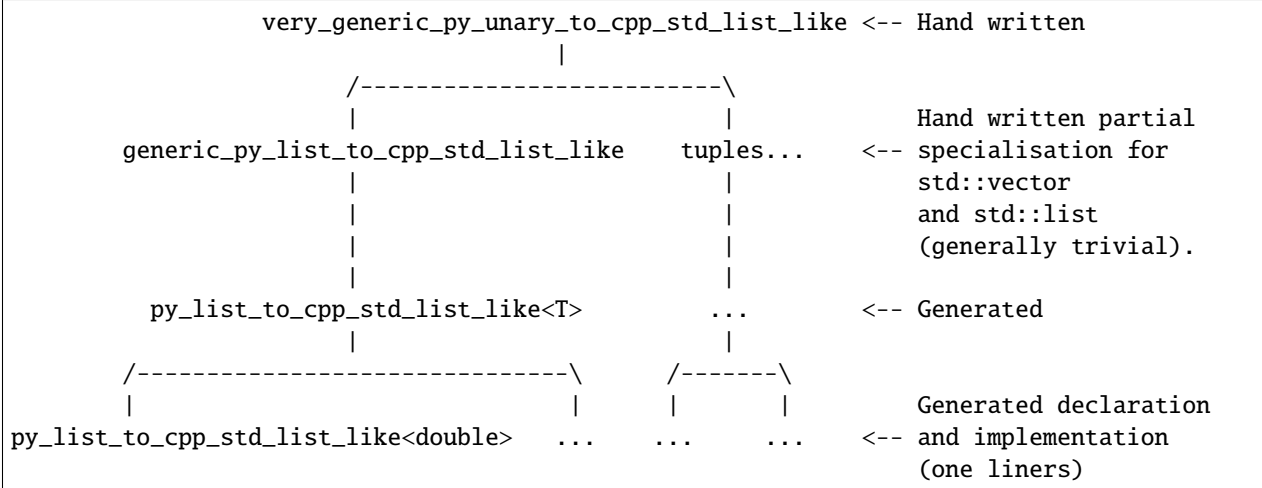 very_generic_py_unary_to_cpp_std_list_like <-- Hand written
|
/--------------------------\
| | Hand written partial
generic_py_list_to_cpp_std_list_like tuples... <-- specialisation for
| | std::vector
| | and std::list
| | (generally trivial).
| |
py_list_to_cpp_std_list_like<T> ... <-- Generated
| |
/-------------------------------\ /-------\
| | | | Generated declaration
py_list_to_cpp_std_list_like<double> ... ... ... <-- and implementation
(one liners)